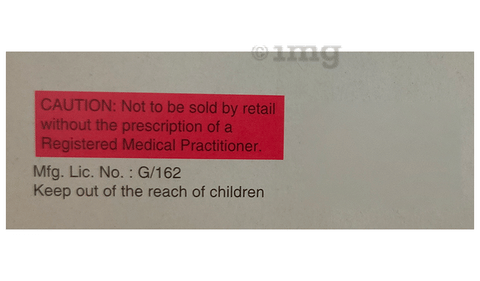 1mg
CAUTION: Not to be sold by retail
without the prescription of a
Registered Medical Practitioner.
Mfg. Lic. No. : G/162
Keep out of the reach of children